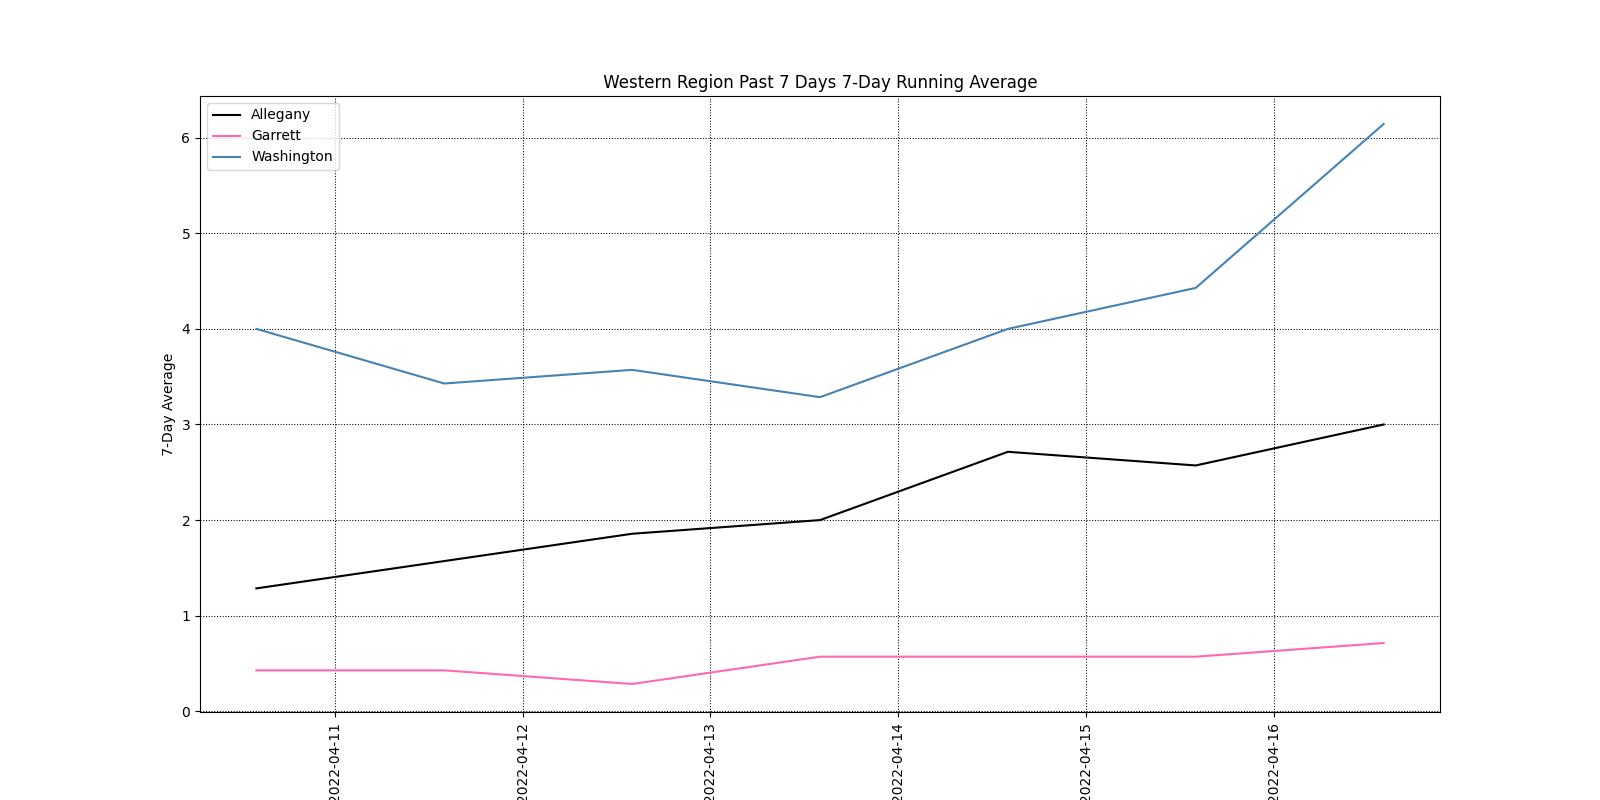 Western Region Past 7 Days 7-Day Running Average
Allegany
Garrett
Washington
7-Day Average
6
5
4
3
2
1
0
2022-04-11
2022-04-12
2022-04-13
2022-04-14
2022-04-15
2022-04-16